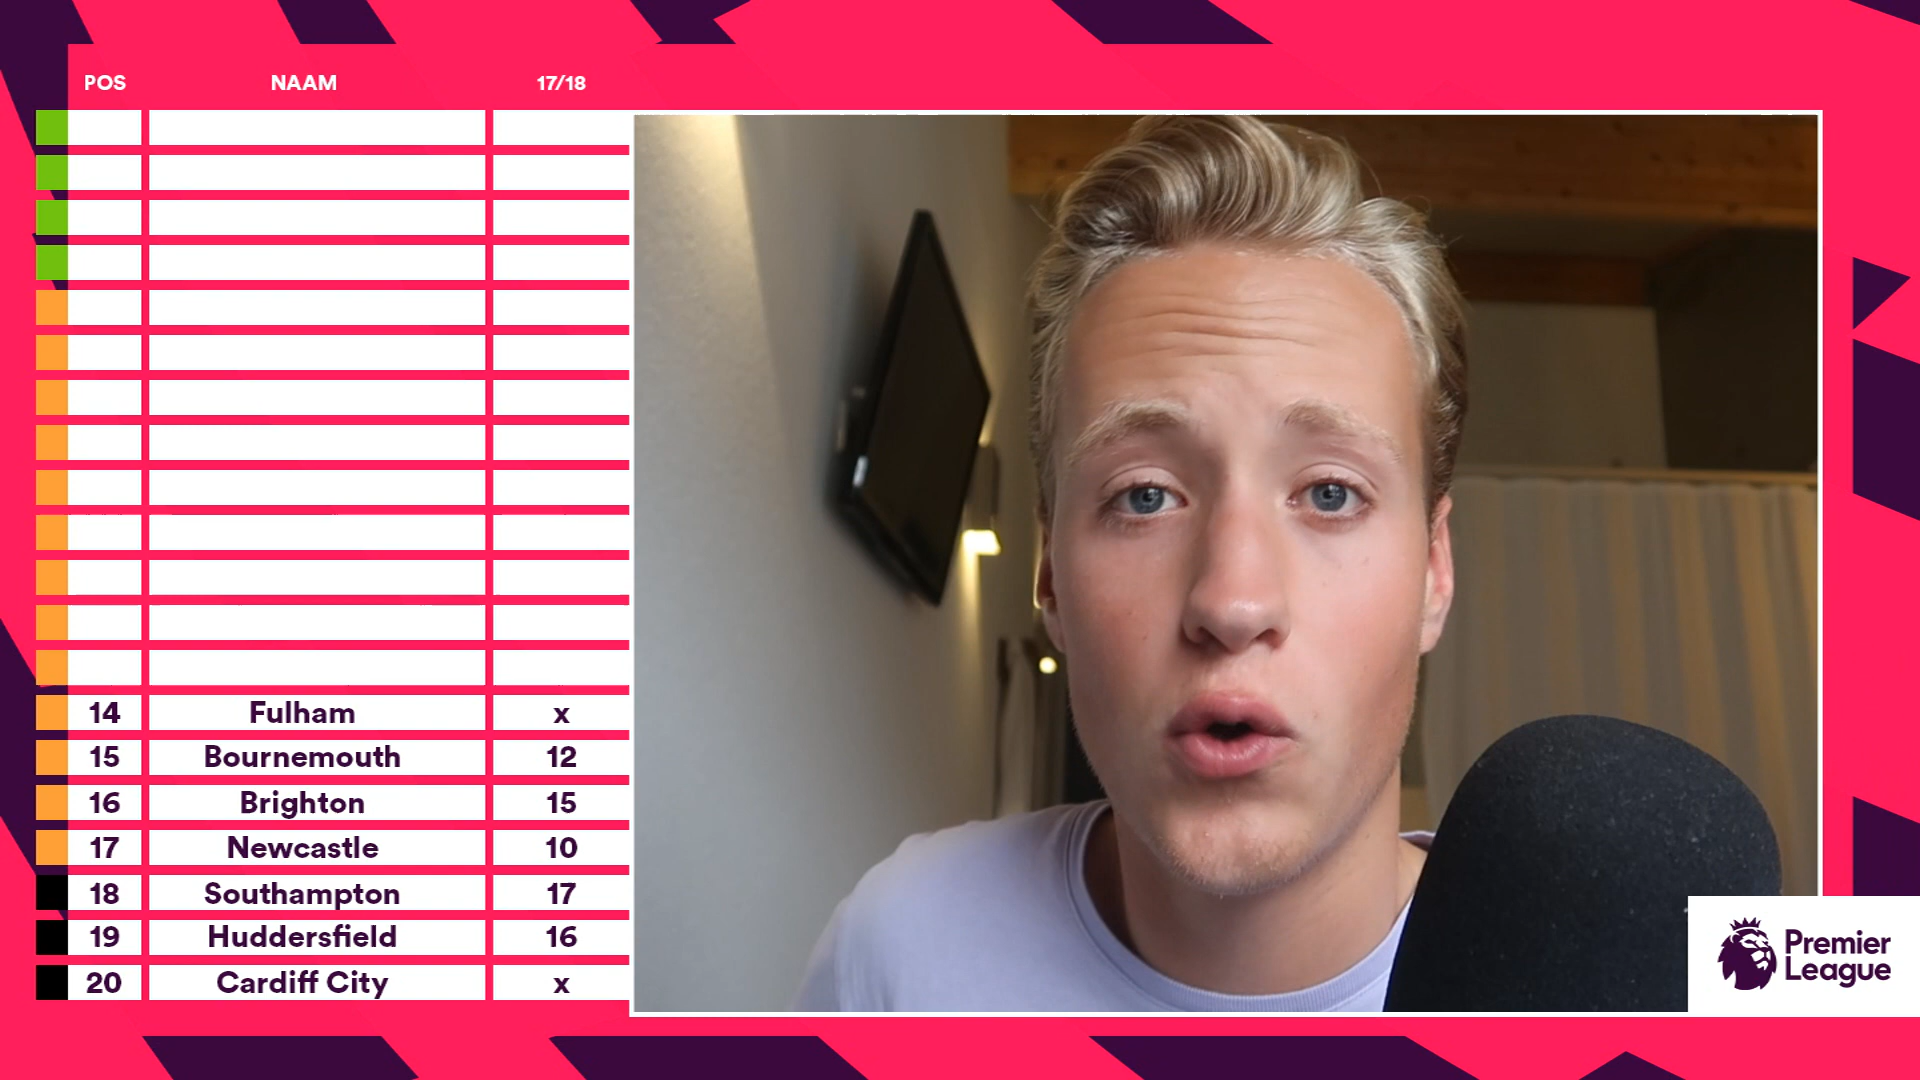 POS NAAM 17/18
14 Fulham x
15 Bournemouth 12
16 Brighton 15
17 Newcastle 10
18 Southampton 17
19 Huddersfield 16
20 Cardiff City x
Premier
League